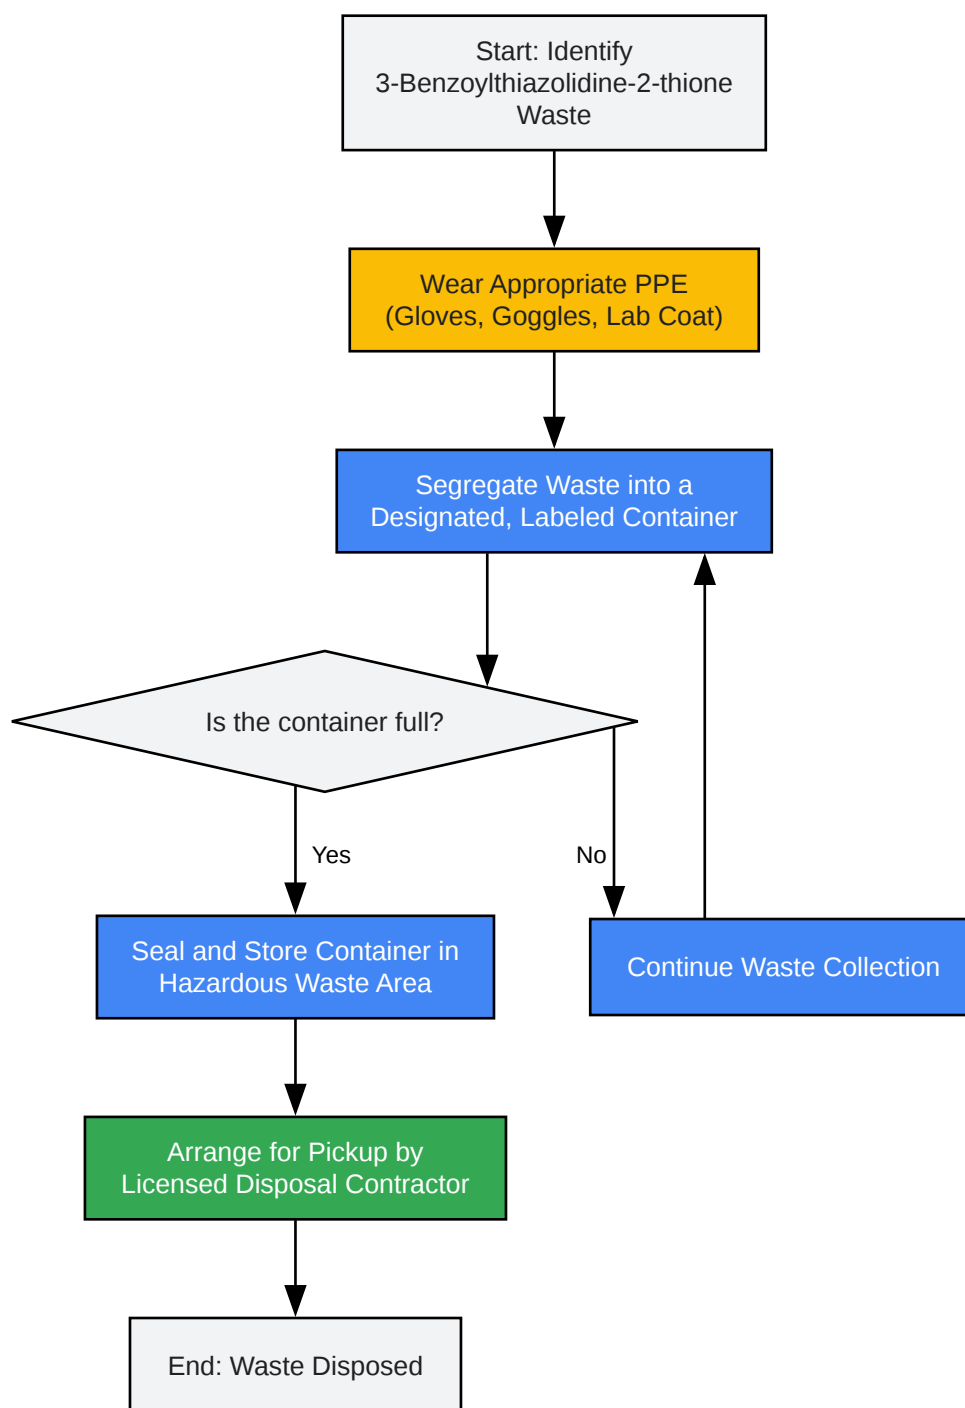 Start: Identify
3-Benzoylthiazolidine-2-thione
Waste
Wear Appropriate PPE
(Gloves, Goggles, Lab Coat)
Segregate Waste into a
Designated, Labeled Container
Is the container full?
Yes
No
Seal and Store Container in
Hazardous Waste Area
Continue Waste Collection
Arrange for Pickup by
Licensed Disposal Contractor
End: Waste Disposed